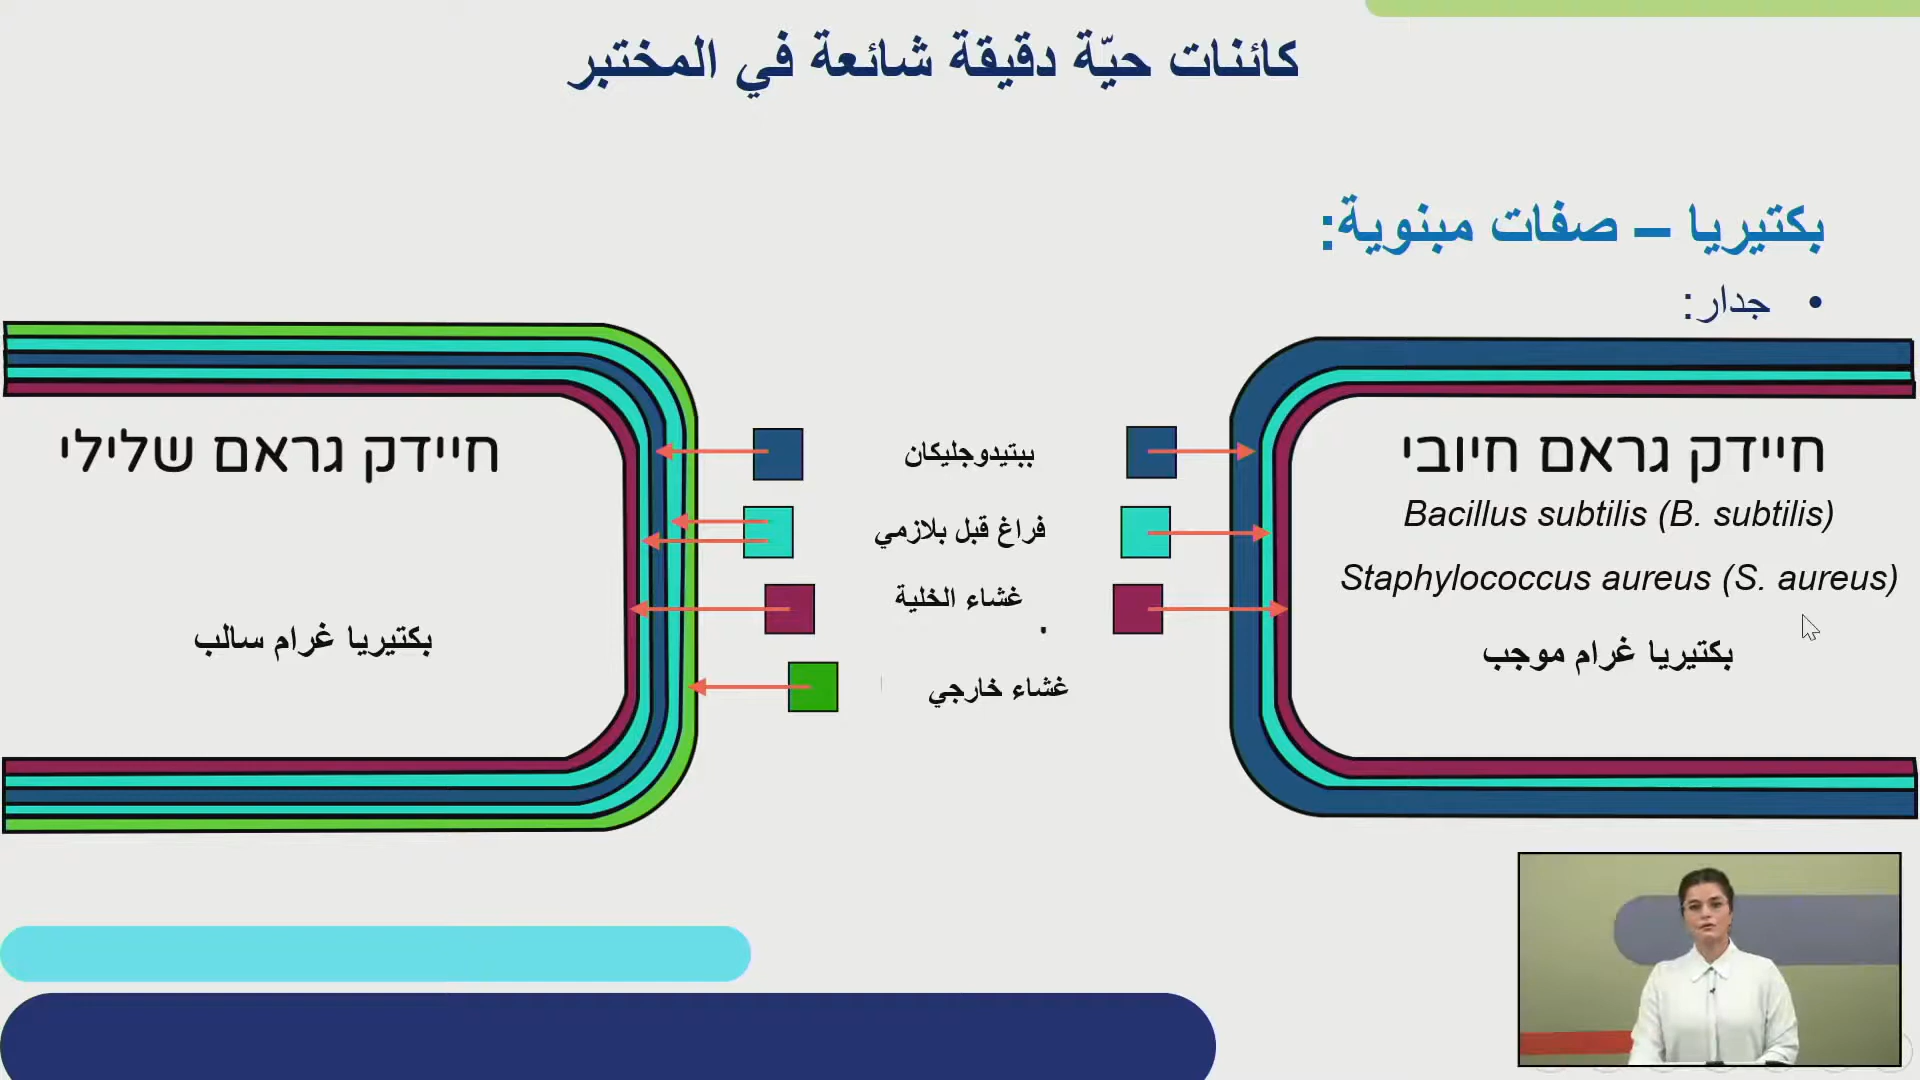 كائنات حيّة دقيقة شائعة في المختبر
بكتيريا – صفات مبنوية:
• جدار:
חיידק גראם חיובי
Bacillus subtilis (B. subtilis)
Staphylococcus aureus (S. aureus)
بكتيريا غرام موجب
ببتيدوجليكان
فراغ قبل بلازمي
غشاء الخلية
.
غشاء خارجي
חיידק גראם שלילי
بكتيريا غرام سالب